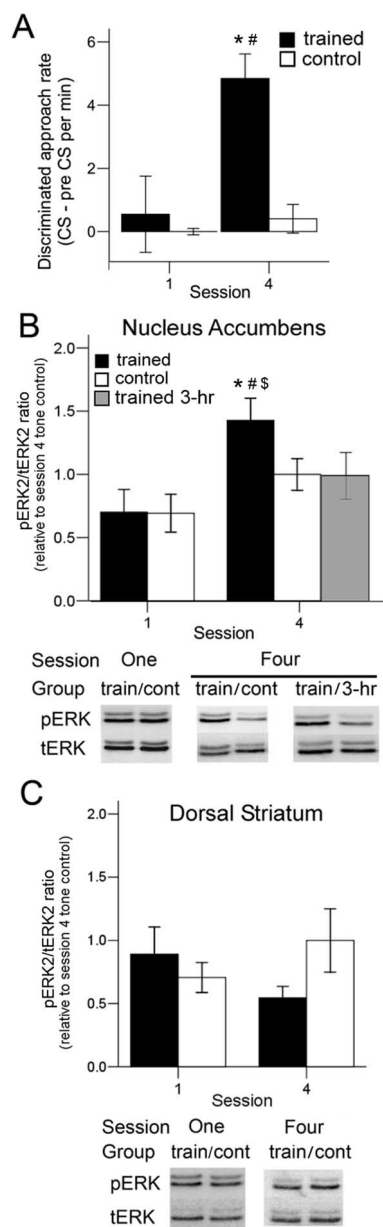 A
Discriminated approach rate
(CS - pre CS per min)
6
4
2
0
* #
trained
control
1
4
Session
B
Nucleus Accumbens
pERK2/tERK2 ratio
(relative to session 4 tone control)
2.0
1.5
1.0
0.5
0.0
trained
control
trained 3-hr
* # $
1
4
Session
Session One Four
Group train/cont train/cont train/3-hr
pERK
tERK
C
Dorsal Striatum
pERK2/tERK2 ratio
(relative to session 4 tone control)
2.0
1.5
1.0
0.5
0.0
1
4
Session
Session One Four
Group train/cont train/cont
pERK
tERK